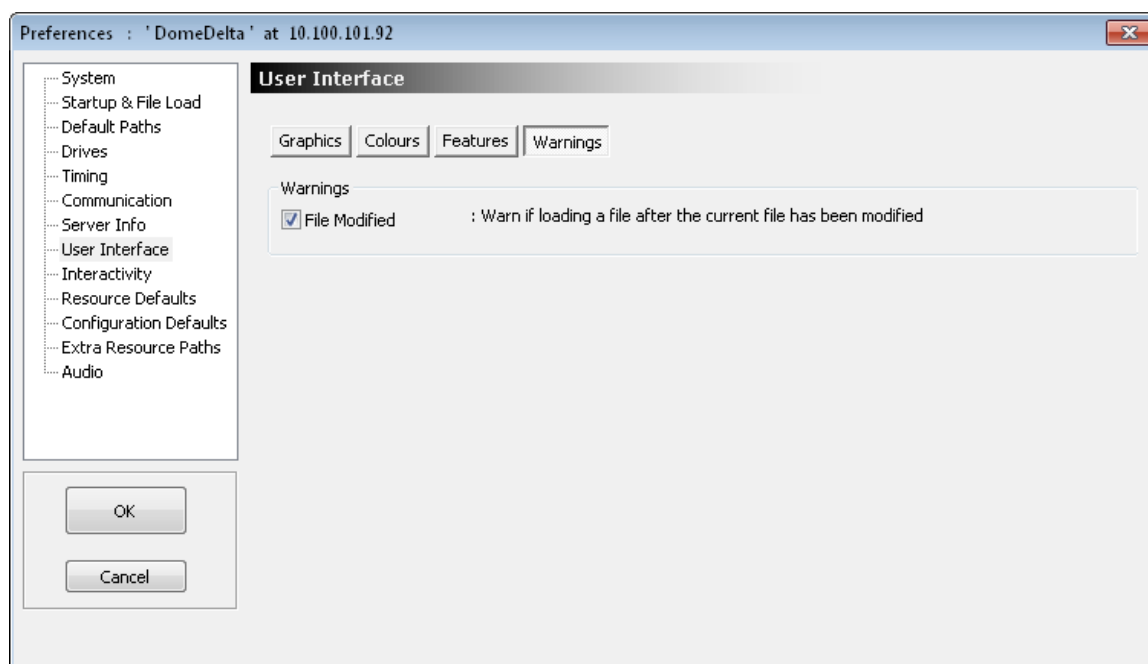 Preferences : ' DomeDelta ' at 10.100.101.92
System
Startup & File Load
Default Paths
Drives
Timing
Communication
Server Info
User Interface
Interactivity
Resource Defaults
Configuration Defaults
Extra Resource Paths
Audio
OK
Cancel
User Interface
Graphics Colours Features Warnings
Warnings
File Modified : Warn if loading a file after the current file has been modified